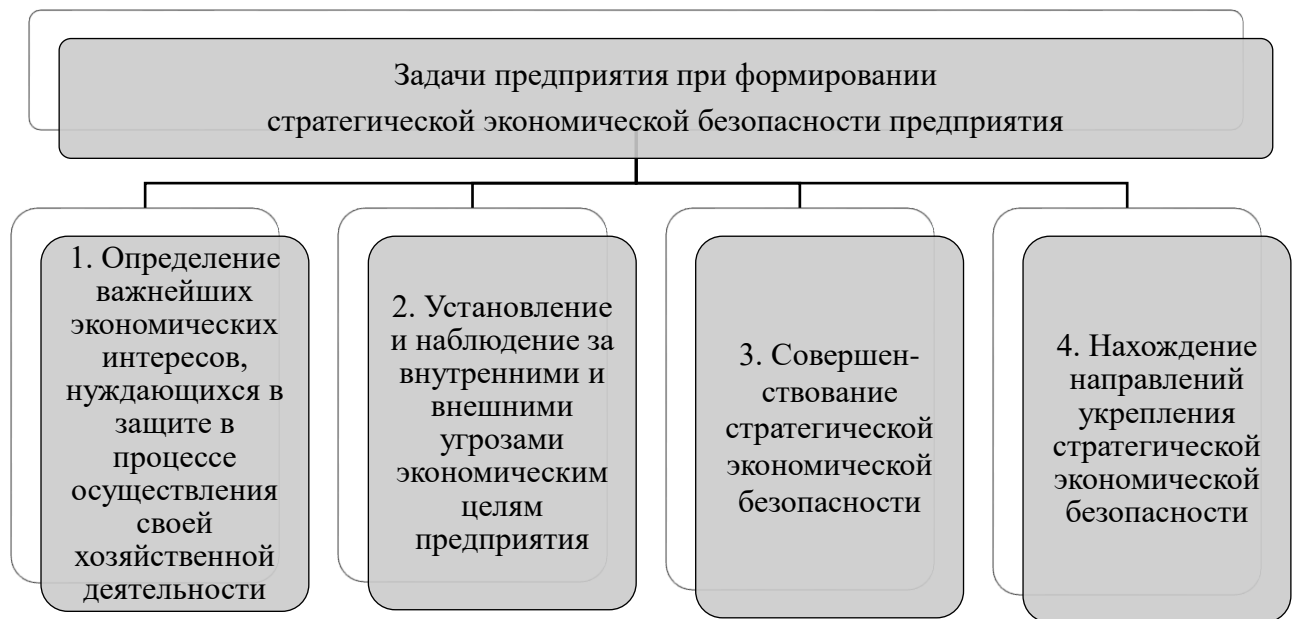 Задачи предприятия при формировании
стратегической экономической безопасности предприятия
1. Определение
важнейших
экономических
интересов,
нуждающихся в
защите в
процессе
осуществления
своей
хозяйственной
деятельности
2. Установление
и наблюдение за
внутренними и
внешними
угрозами
экономическим
целям
предприятия
3. Совершен-
ствование
стратегической
экономической
безопасности
4. Нахождение
направлений
укрепления
стратегической
экономической
безопасности